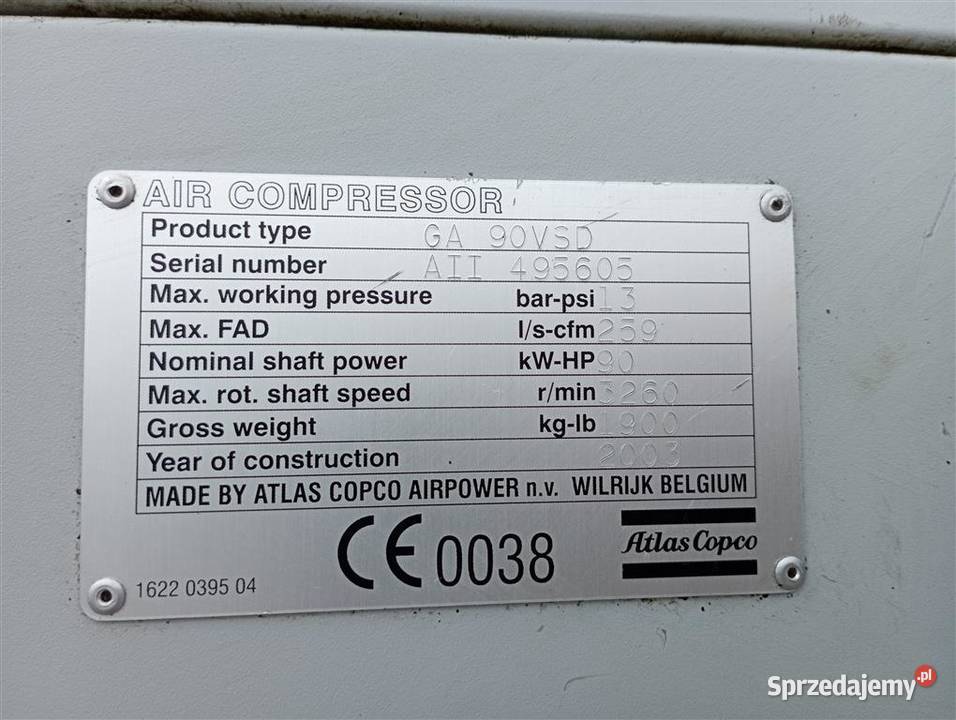 AIR COMPRESSOR
Product type GA 90VSD
Serial number AII 495605
Max. working pressure bar-psi 13
Max. FAD l/s-cfm 259
Nominal shaft power kW-HP 90
Max. rot. shaft speed r/min 3260
Gross weight kg-lb 1900
Year of construction 2003
MADE BY ATLAS COPCO AIRPOWER n.v. WILRIJK BELGIUM
CE 0038
Atlas Copco
1622 0395 04
Sprzedajemy.pl